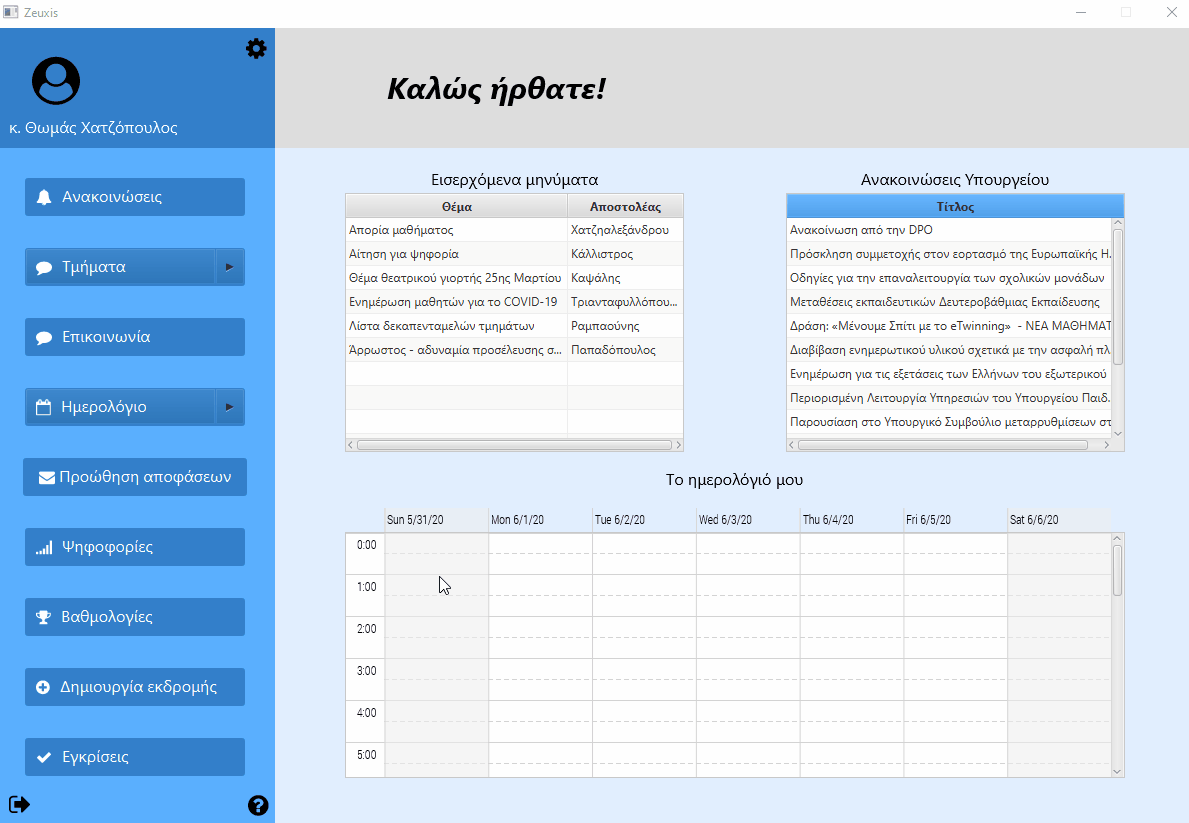 Zeuxis
κ. Θωμάς Χατζόπουλος
Ανακοινώσεις
Τμήματα
Επικοινωνία
Ημερολόγιο
Προώθηση αποφάσεων
Ψηφοφορίες
Βαθμολογίες
Δημιουργία εκδρομής
Εγκρίσεις
Καλώς ήρθατε!
Εισερχόμενα μηνύματα
Θέμα Αποστολέας
Απορία μαθήματος Χατζηαλεξάνδρου
Αίτηση για ψηφορία Κάλλιστρος
Θέμα θεατρικού γιορτής 25ης Μαρτίου Καψάλης
Ενημέρωση μαθητών για το COVID-19 Τριανταφυλλόπου...
Λίστα δεκαπενταμελών τμημάτων Ραμπαούνης
Άρρωστος - αδυναμία προσέλευσης σ... Παπαδόπουλος
Ανακοινώσεις Υπουργείου
Τίτλος
Ανακοίνωση από την DPO
Πρόσκληση συμμετοχής στον εορτασμό της Ευρωπαϊκής Η.
Οδηγίες για την επαναλειτουργία των σχολικών μονάδων
Μεταθέσεις εκπαιδευτικών Δευτεροβάθμιας Εκπαίδευσης
Δράση: «Μένουμε Σπίτι με το eTwinning» - ΝΕΑ ΜΑΘΗΜΑΤ
Διαβίβαση ενημερωτικού υλικού σχετικά με την ασφαλή πλ
Ενημέρωση για τις εξετάσεις των Ελλήνων του εξωτερικού
Περιορισμένη Λειτουργία Υπηρεσιών του Υπουργείου Παιδ.
Παρουσίαση στο Υπουργικό Συμβούλιο μεταρρυθμίσεων στ
Το ημερολόγιό μου
Sun 5/31/20 Mon 6/1/20 Tue 6/2/20 Wed 6/3/20 Thu 6/4/20 Fri 6/5/20 Sat 6/6/20
0:00
1:00
2:00
3:00
4:00
5:00